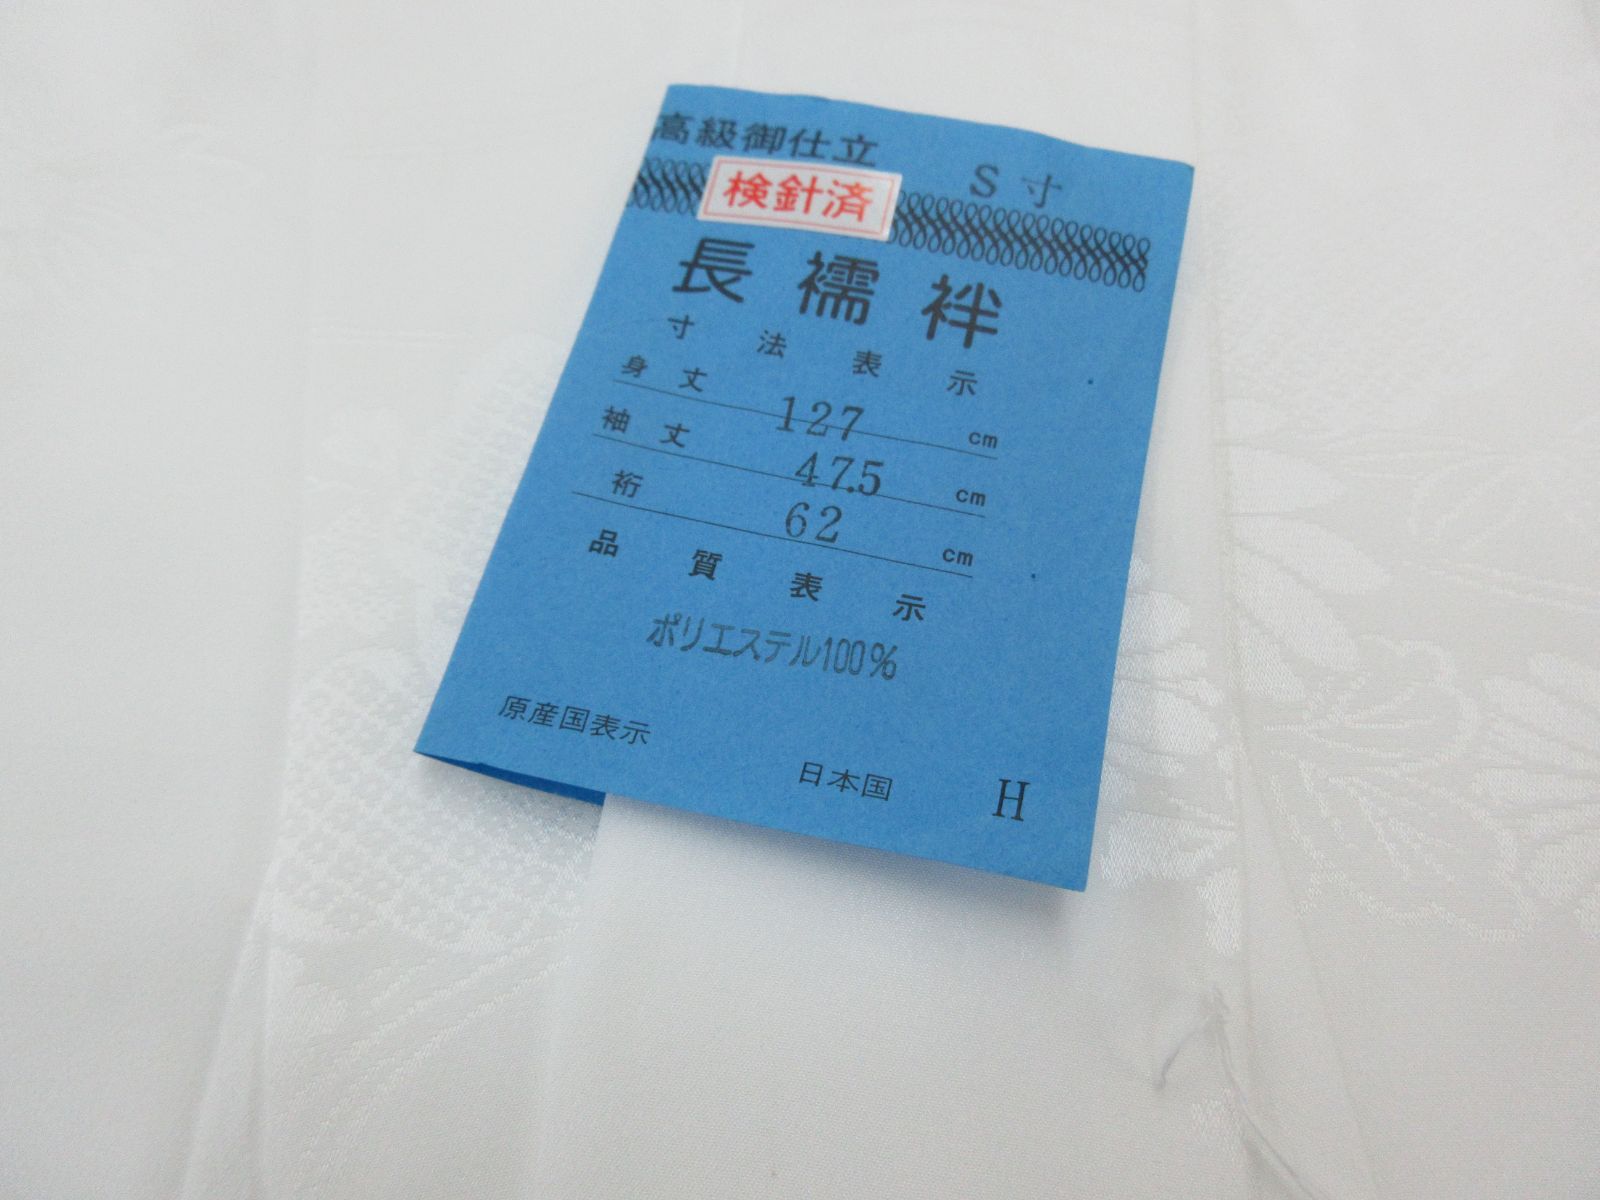 高級御仕立 S寸
検針済
長襦袢
寸法表示
身丈 127 cm
袖丈 47.5 cm
裄 62 cm
品質表示
ポリエステル100%
原産国表示
日本国 H